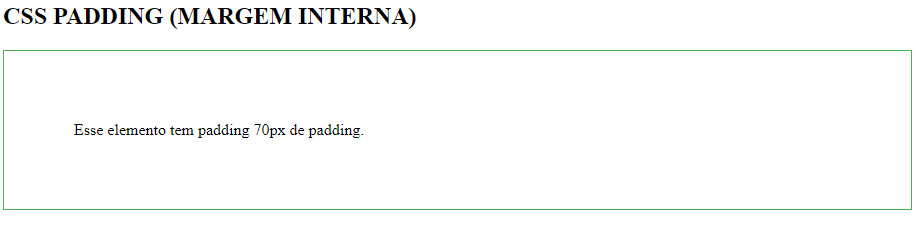 CSS PADDING (MARGEM INTERNA)
Esse elemento tem padding 70px de padding.